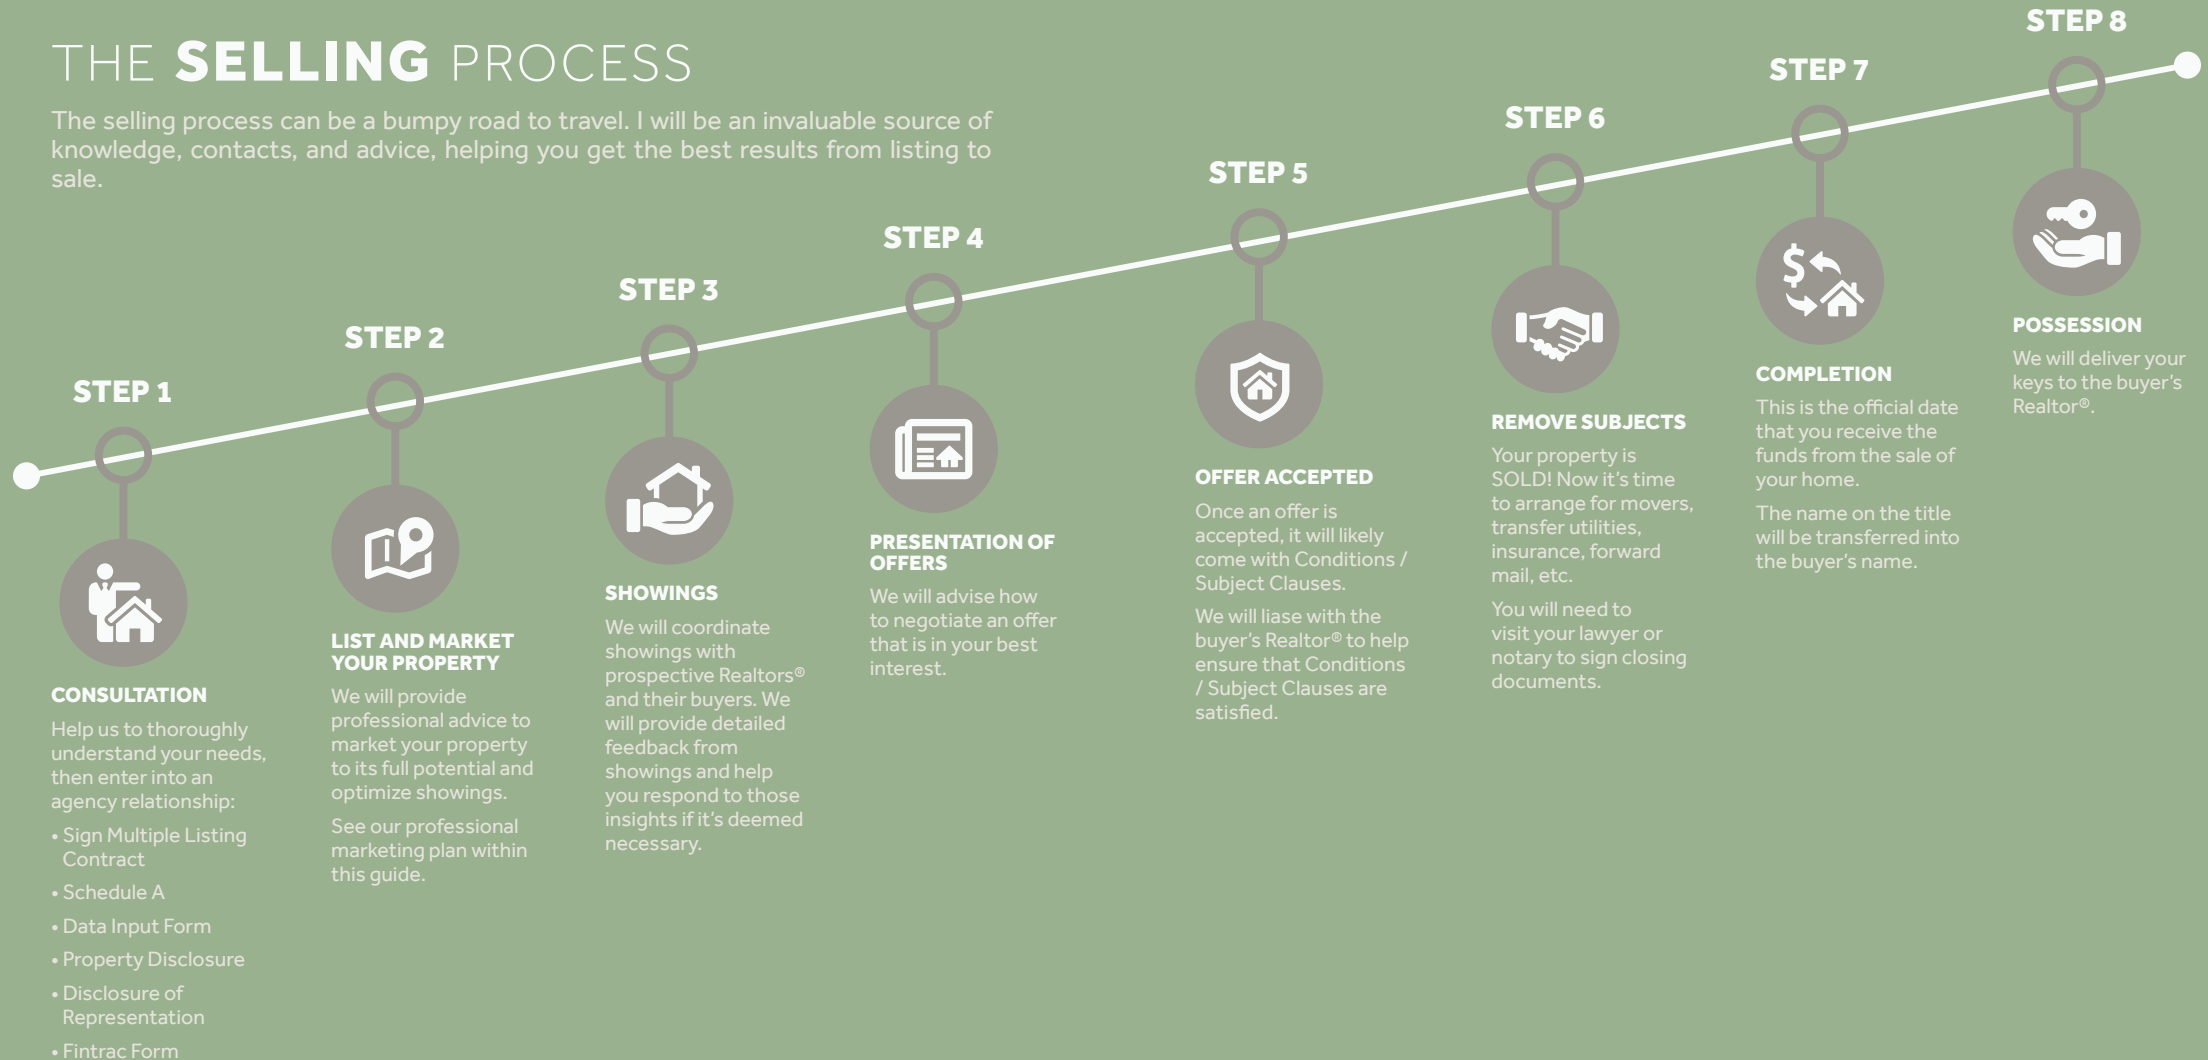 THE SELLING PROCESS
The selling process can be a bumpy road to travel. I will be an invaluable source of
knowledge, contacts, and advice, helping you get the best results from listing to
sale.
STEP 1
CONSULTATION
Help us to thoroughly
understand your needs,
then enter into an
agency relationship:
• Sign Multiple Listing
Contract
• Schedule A
• Data Input Form
• Property Disclosure
• Disclosure of
Representation
• Fintrac Form
STEP 2
LIST AND MARKET
YOUR PROPERTY
We will provide
professional advice to
market your property
to its full potential and
optimize showings.
See our professional
marketing plan within
this guide.
STEP 3
SHOWINGS
We will coordinate
showings with
prospective Realtors®
and their buyers. We
will provide detailed
feedback from
showings and help
you respond to those
insights if it's deemed
necessary.
STEP 4
PRESENTATION OF
OFFERS
We will advise how
to negotiate an offer
that is in your best
interest.
STEP 5
OFFER ACCEPTED
Once an offer is
accepted, it will likely
come with Conditions /
Subject Clauses.
We will liase with the
buyer's Realtor® to help
ensure that Conditions
/ Subject Clauses are
satisfied.
STEP 6
REMOVE SUBJECTS
Your property is
SOLD! Now it's time
to arrange for movers,
transfer utilities,
insurance, forward
mail, etc.
You will need to
visit your lawyer or
notary to sign closing
documents.
STEP 7
$
COMPLETION
This is the official date
that you receive the
funds from the sale of
your home.
The name on the title
will be transferred into
the buyer's name.
STEP 8
POSSESSION
We will deliver your
keys to the buyer's
Realtor®.